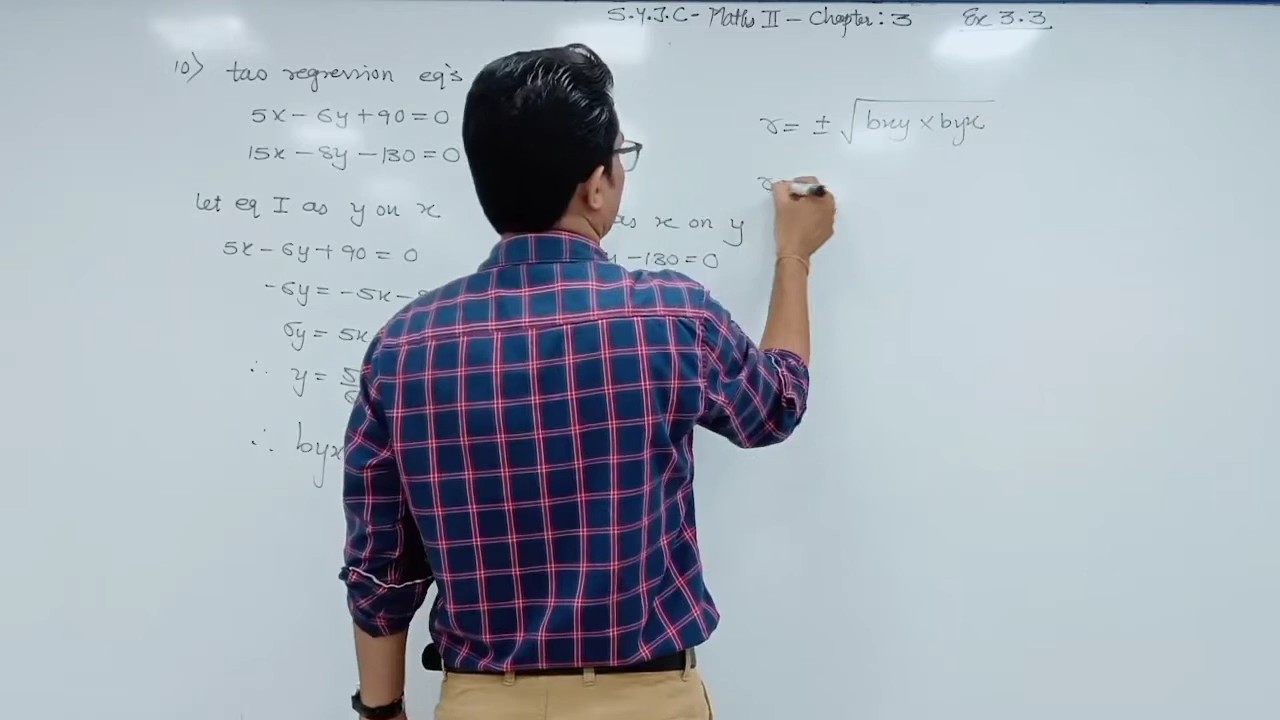 S.Y.J.C - Maths II - Chapter : 3 Ex 3.3
10) two regression eq's
5x - 6y + 90 = 0
15x - 8y - 130 = 0
let eq I as y on x
5x - 6y + 90 = 0
-6y = -5x -
6y = 5x
∴ y = 5
∴ byx
as x on y
- 130 = 0
r = ± √bxy × byx
r